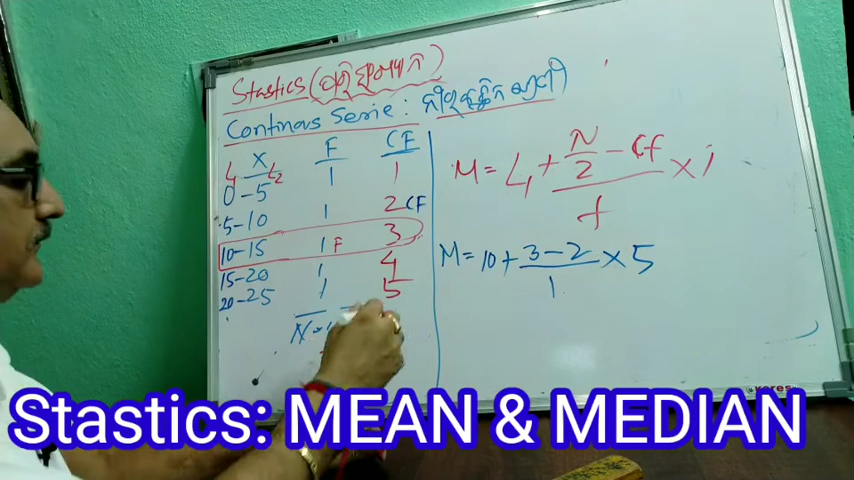 Stastics (ପରିସଂଖ୍ୟାନ)
Continous Serie :
L₁ X L₂ F CF
0-5 1 1
5-10 1 2 CF
10-15 1 F 3
15-20 1 4
20-25 1 5
M = L₁ + N/2 - Cf / f × i
M = 10 + 3-2 / 1 × 5
Stastics: MEAN & MEDIAN